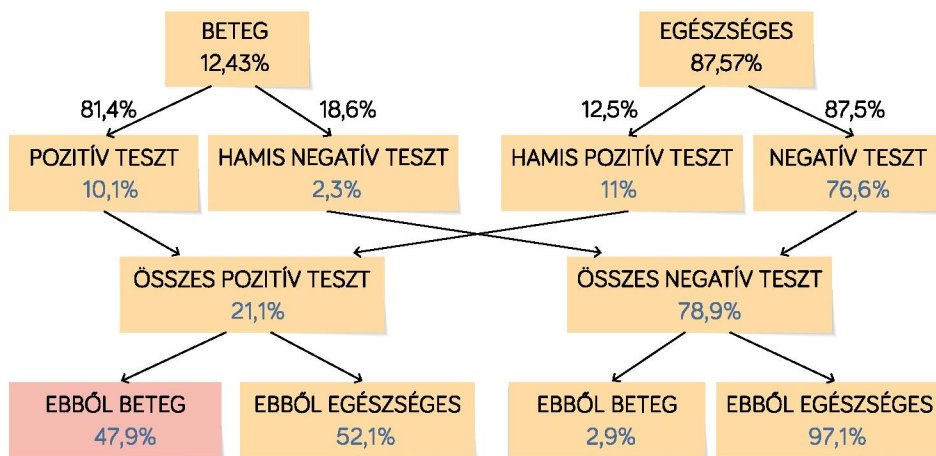 BETEG
12,43%
EGÉSZSÉGES
87,57%
81,4%
18,6%
12,5%
87,5%
POZITÍV TESZT
10,1%
HAMIS NEGATÍV TESZT
2,3%
HAMIS POZITÍV TESZT
11%
NEGATÍV TESZT
76,6%
ÖSSZES POZITÍV TESZT
21,1%
ÖSSZES NEGATÍV TESZT
78,9%
EBBŐL BETEG
47,9%
EBBŐL EGÉSZSÉGES
52,1%
EBBŐL BETEG
2,9%
EBBŐL EGÉSZSÉGES
97,1%